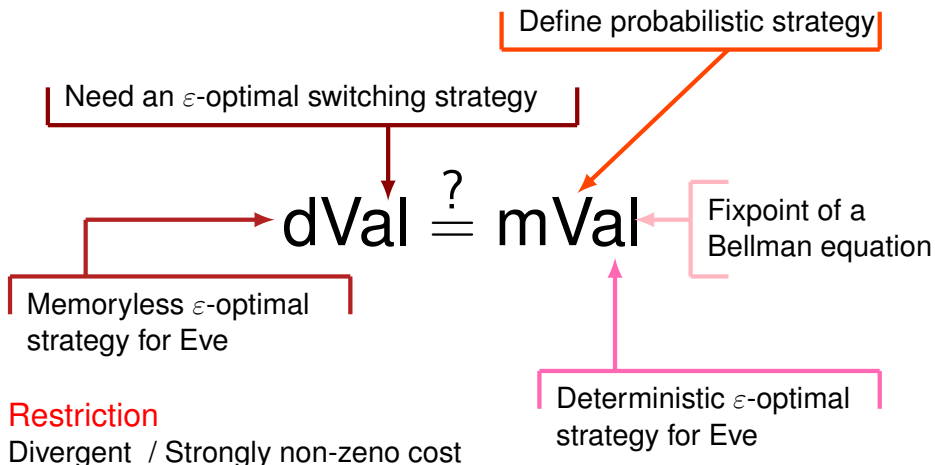 Define probabilistic strategy
Need an ε-optimal switching strategy
dVal ≟ mVal
Fixpoint of a
Bellman equation
Memoryless ε-optimal
strategy for Eve
Deterministic ε-optimal
strategy for Eve
Restriction
Divergent / Strongly non-zeno cost